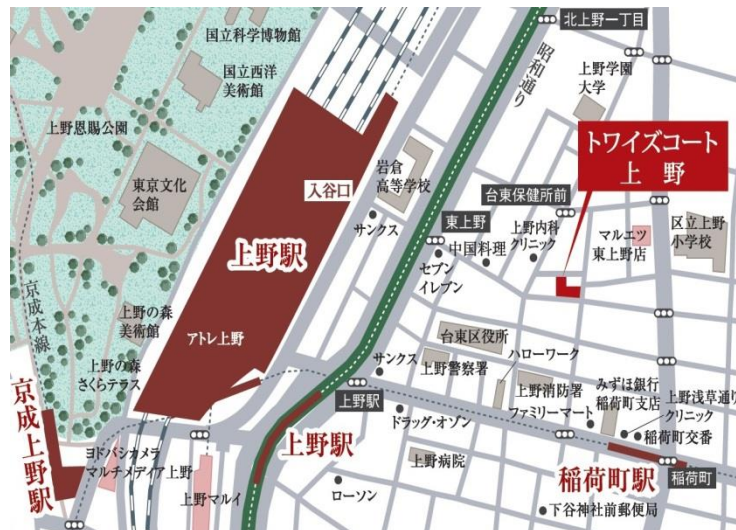 国立科学博物館
国立西洋
美術館
上野恩賜公園
東京文化
会館
入谷口
上野駅
アトレ上野
上野の森
美術館
上野の森
さくらテラス
京成本線
京成上野駅
ヨドバシカメラ
マルチメディア上野
上野マルイ
北上野一丁目
昭和通り
上野学園
大学
トワイズコート
上野
岩倉
高等学校
サンクス
台東保健所前
東上野
上野内科
クリニック
中国料理
セブン
イレブン
マルエツ
東上野店
区立上野
小学校
台東区役所
サンクス
上野警察署
ハローワーク
上野駅
上野消防署
ファミリーマート
みずほ銀行
稲荷町支店
上野浅草通り
クリニック
稲荷町交番
ドラッグ・オゾン
上野駅
上野病院
稲荷町駅
稲荷町
ローソン
下谷神社前郵便局